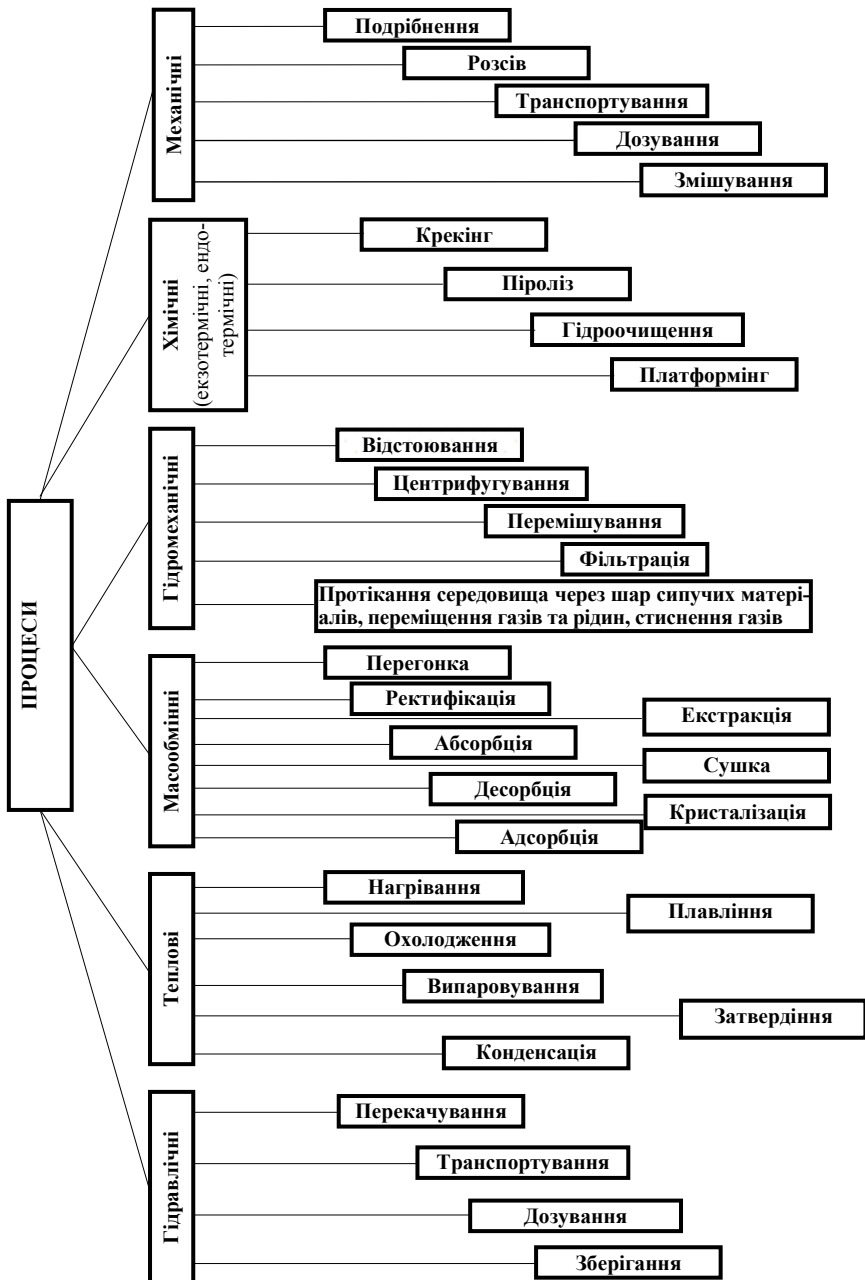 ПРОЦЕСИ
Механічні
Подрібнення
Розсів
Транспортування
Дозування
Змішування
Хімічні
(екзотермічні, ендо-
термічні)
Крекінг
Піроліз
Гідроочищення
Платформінг
Гідромеханічні
Відстоювання
Центрифугування
Перемішування
Фільтрація
Протікання середовища через шар сипучих матері-
алів, переміщення газів та рідин, стиснення газів
Масообмінні
Перегонка
Ректифікація
Екстракція
Абсорбція
Сушка
Десорбція
Кристалізація
Адсорбція
Теплові
Нагрівання
Плавління
Охолодження
Випаровування
Затвердіння
Конденсація
Гідравлічні
Перекачування
Транспортування
Дозування
Зберігання